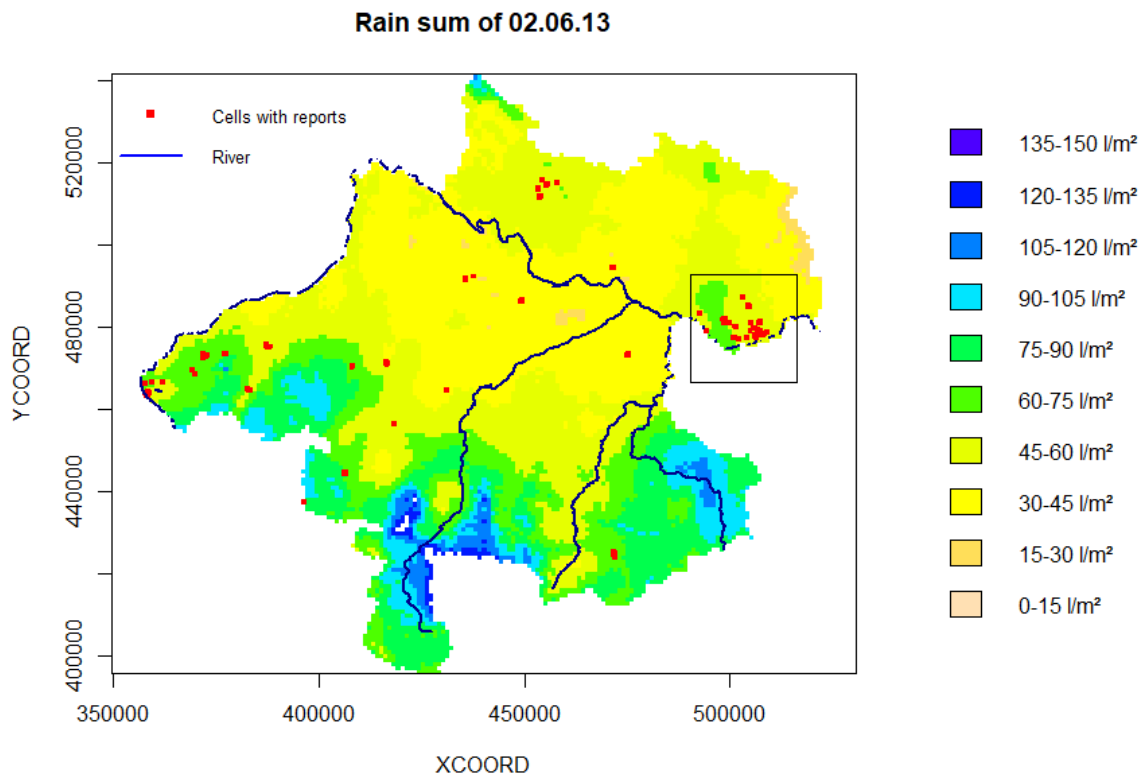 Rain sum of 02.06.13
Cells with reports
River
135-150 l/m²
120-135 l/m²
105-120 l/m²
90-105 l/m²
75-90 l/m²
60-75 l/m²
45-60 l/m²
30-45 l/m²
15-30 l/m²
0-15 l/m²
YCOORD
520000
480000
440000
400000
350000 400000 450000 500000
XCOORD